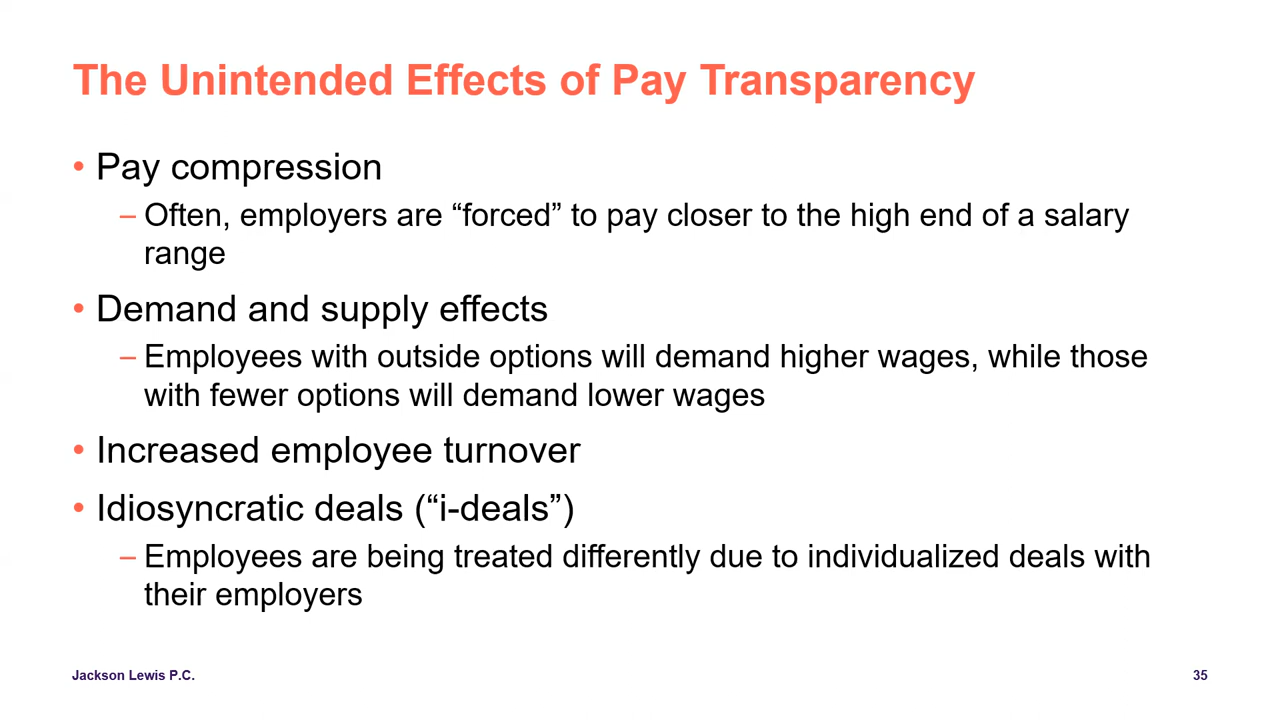 The Unintended Effects of Pay Transparency
• Pay compression
– Often, employers are “forced” to pay closer to the high end of a salary
range
• Demand and supply effects
– Employees with outside options will demand higher wages, while those
with fewer options will demand lower wages
• Increased employee turnover
• Idiosyncratic deals (“i-deals”)
– Employees are being treated differently due to individualized deals with
their employers
Jackson Lewis P.C.
35